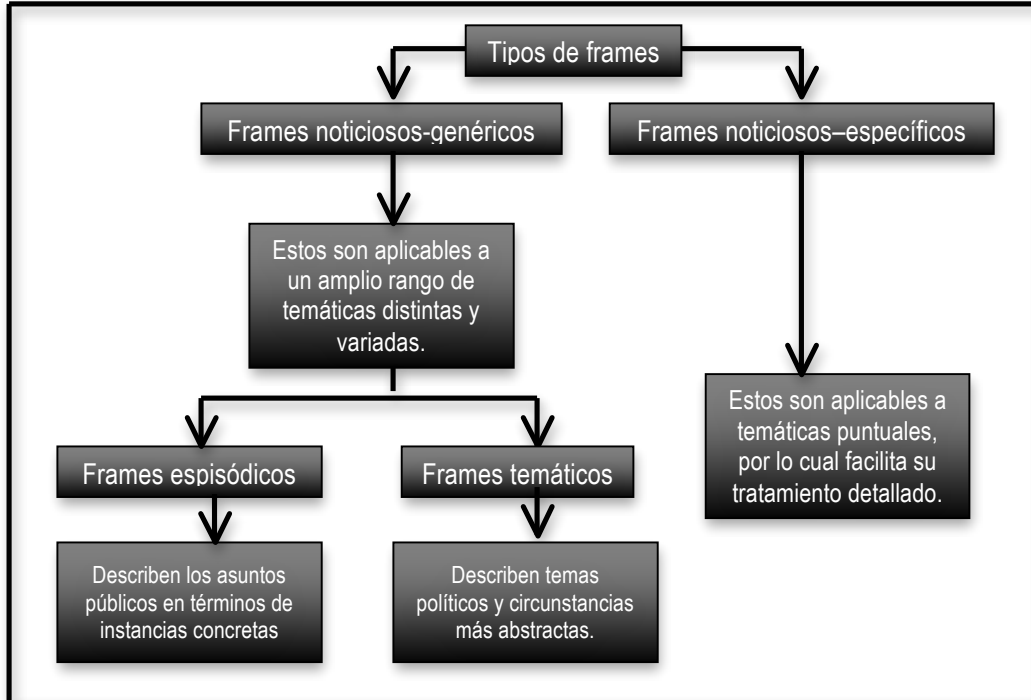 Tipos de frames
Frames noticiosos-genéricos
Frames noticiosos–específicos
Estos son aplicables a
un amplio rango de
temáticas distintas y
variadas.
Estos son aplicables a
temáticas puntuales,
por lo cual facilita su
tratamiento detallado.
Frames espisódicos
Frames temáticos
Describen los asuntos
públicos en términos de
instancias concretas
Describen temas
políticos y circunstancias
más abstractas.